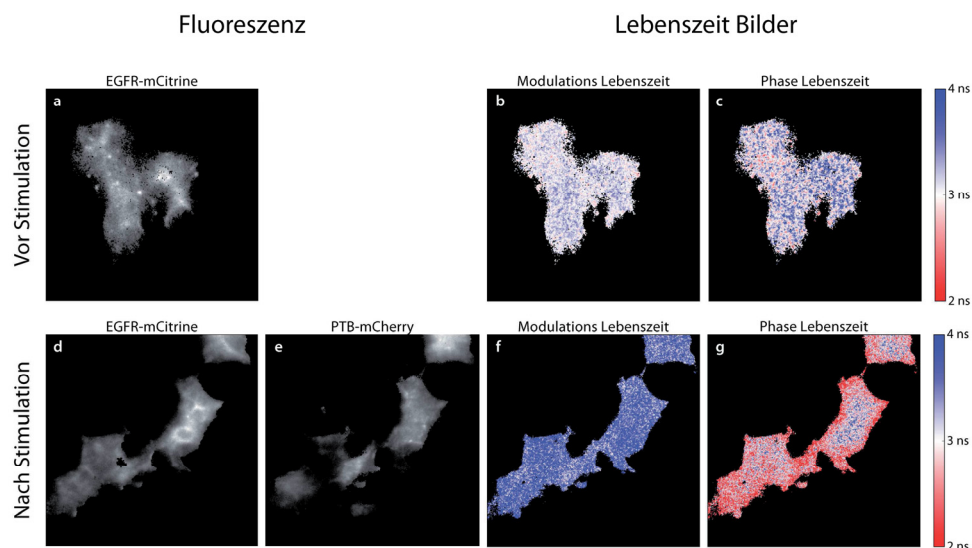 Fluoreszenz
Lebenszeit Bilder
Vor Stimulation
EGFR-mCitrine
a
Modulations Lebenszeit
b
Phase Lebenszeit
c
4 ns
3 ns
2 ns
Nach Stimulation
EGFR-mCitrine
d
PTB-mCherry
e
Modulations Lebenszeit
f
Phase Lebenszeit
g
4 ns
3 ns
2 ns